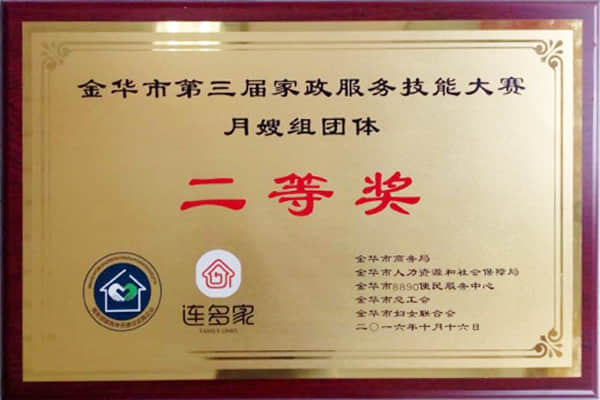 金华市第三届家政服务技能大赛
月嫂组团体
二等奖
连多家
FAMILY LINKS
金华市商务局
金华市人力资源和社会保障局
金华市8890便民服务中心
金华市总工会
金华市妇女联合会
二〇一六年十月十六日